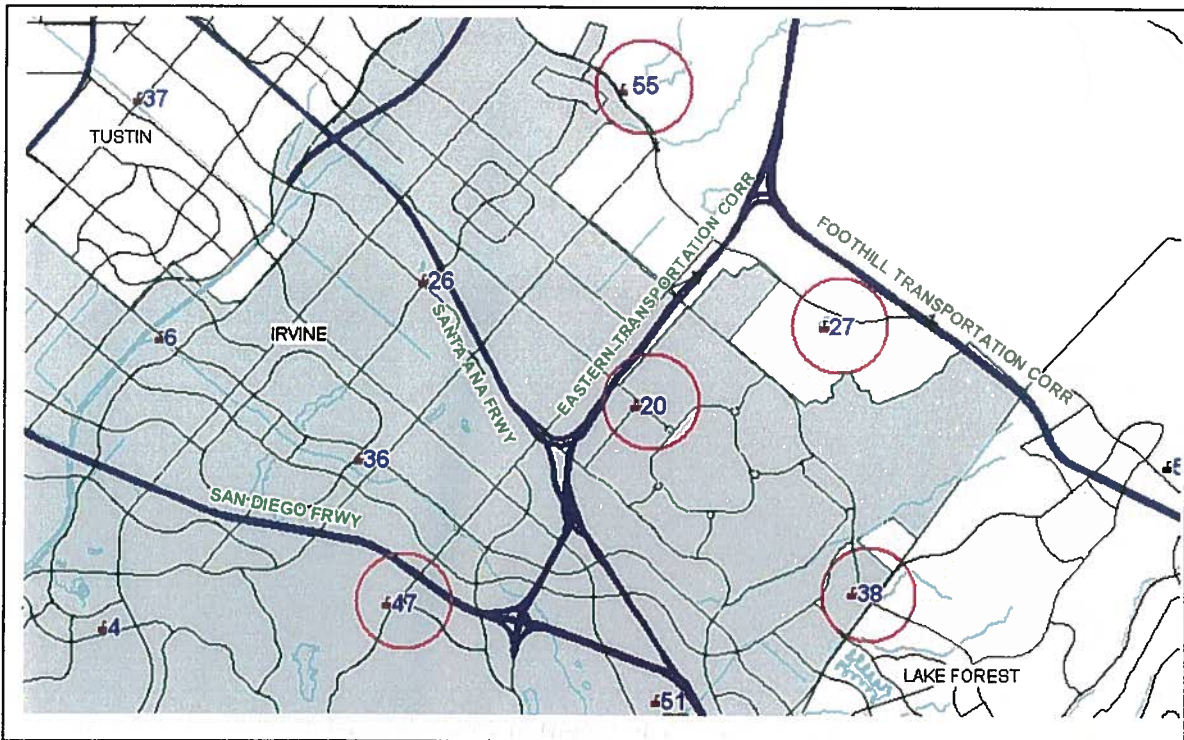 55
37
TUSTIN
EASTERN TRANSPORTATION CORR
FOOTHILL TRANSPORTATION CORR
26
27
6
IRVINE
SANTA ANA FRWY
20
36
SAN DIEGO FRWY
47
38
4
LAKE FOREST
51